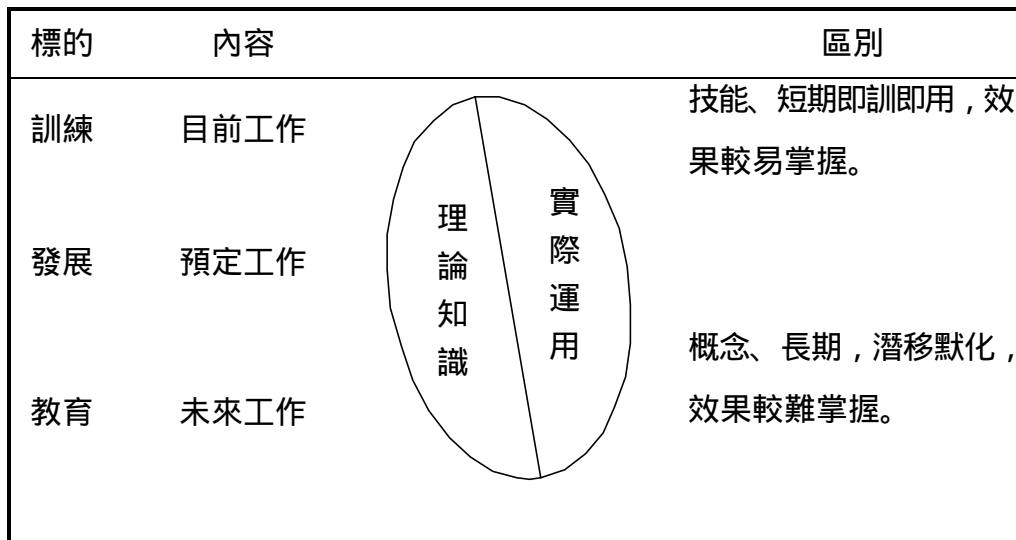 標的 內容 區別
訓練 目前工作
技能、短期即訓即用，效
果較易掌握。
發展 預定工作
理論知識
實際運用
教育 未來工作
概念、長期，潛移默化，
效果較難掌握。